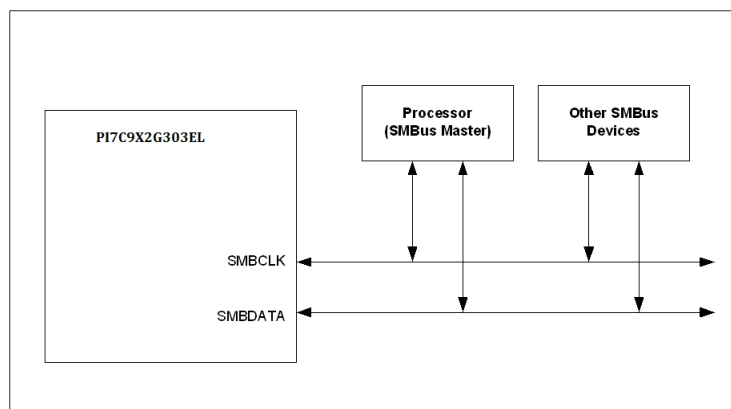 PI7C9X2G303EL
Processor
(SMBus Master)
Other SMBus
Devices
SMBCLK
SMBDATA